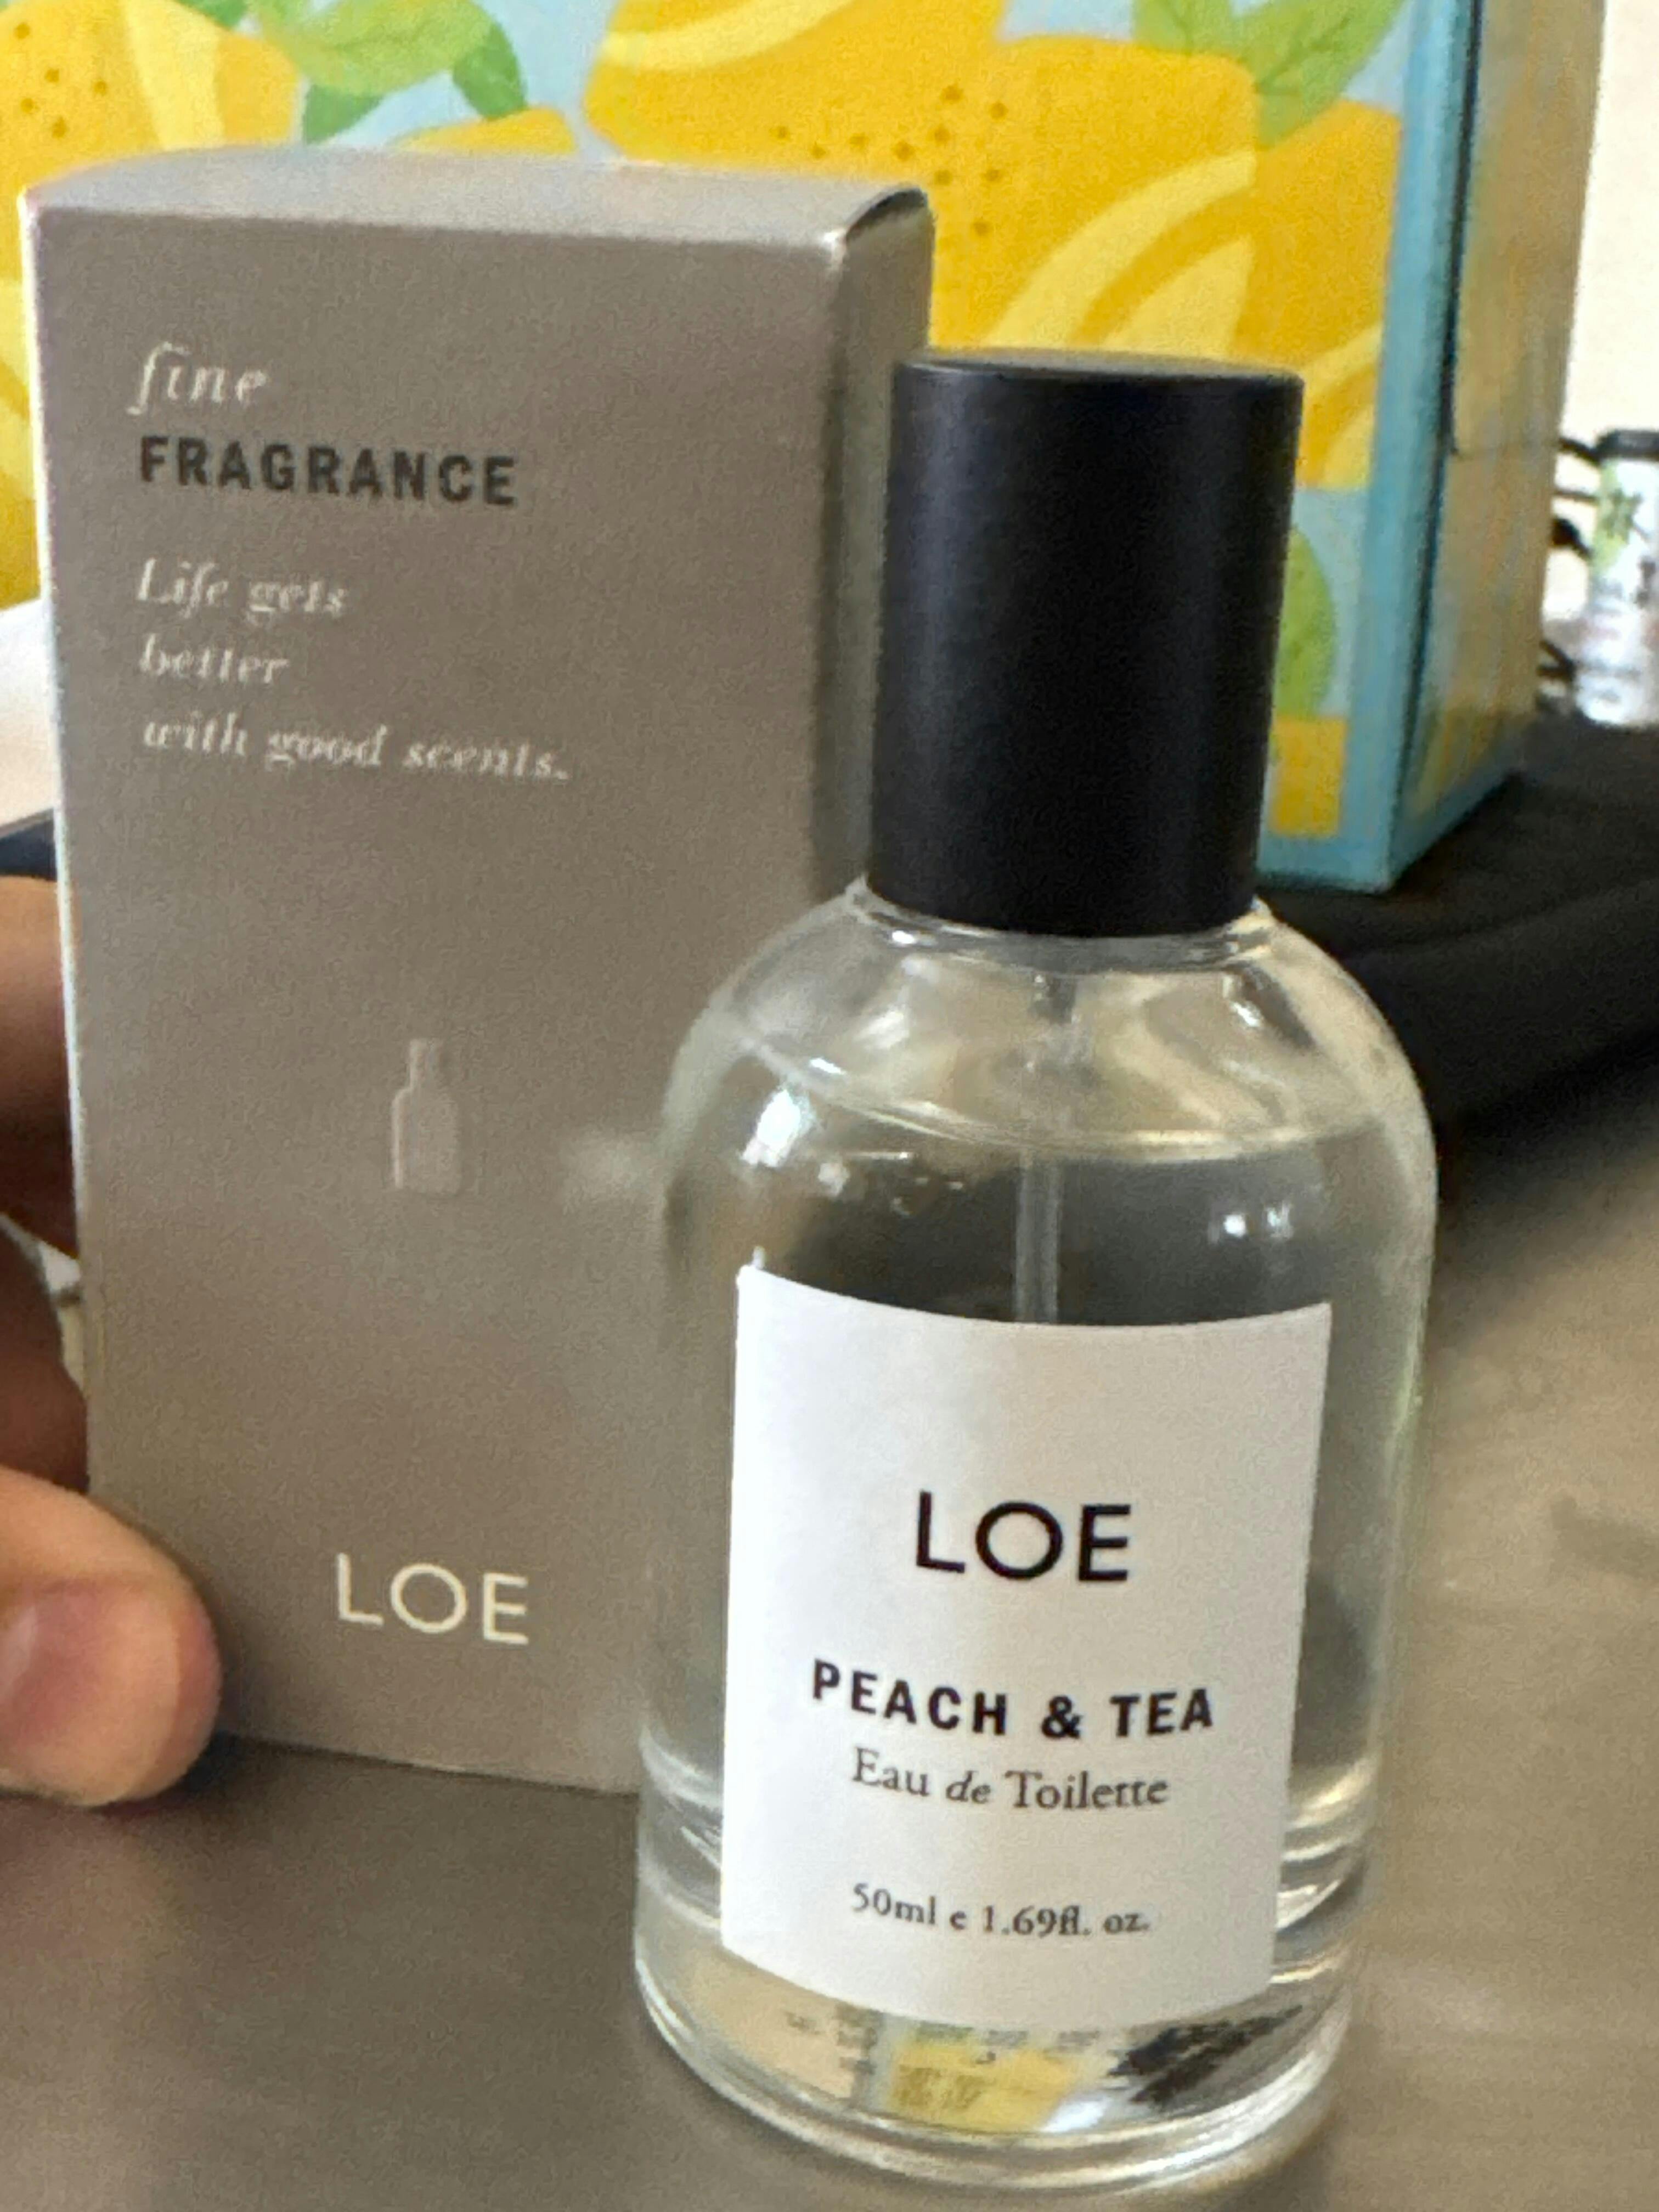 fine
FRAGRANCE
Life gets
better
with good scents.
LOE
LOE
PEACH & TEA
Eau de Toilette
50ml e 1.69fl. oz.